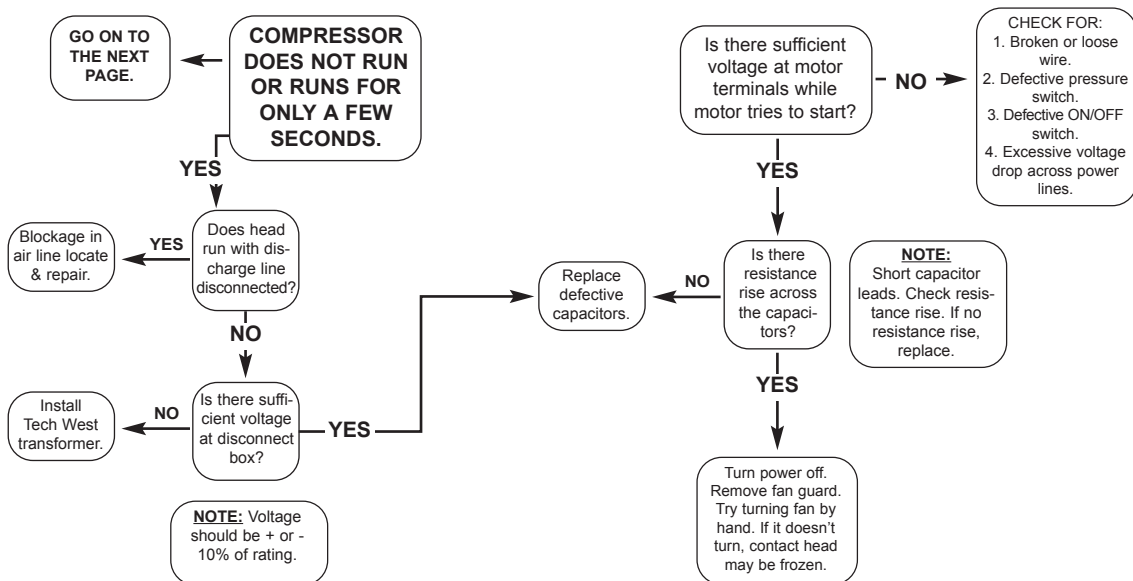 GO ON TO
THE NEXT
PAGE.
COMPRESSOR
DOES NOT RUN
OR RUNS FOR
ONLY A FEW
SECONDS.
YES
Does head
run with dis-
charge line
disconnected?
YES
Blockage in
air line locate
& repair.
NO
Is there suffi-
cient voltage
at disconnect
box?
NO
Install
Tech West
transformer.
YES
NOTE: Voltage
should be + or -
10% of rating.
Is there sufficient
voltage at motor
terminals while
motor tries to start?
NO
CHECK FOR:
1. Broken or loose
wire.
2. Defective pressure
switch.
3. Defective ON/OFF
switch.
4. Excessive voltage
drop across power
lines.
YES
Is there
resistance
rise across
the capaci-
tors?
NO
Replace
defective
capacitors.
NOTE:
Short capacitor
leads. Check resis-
tance rise. If no
resistance rise,
replace.
YES
Turn power off.
Remove fan guard.
Try turning fan by
hand. If it doesn't
turn, contact head
may be frozen.